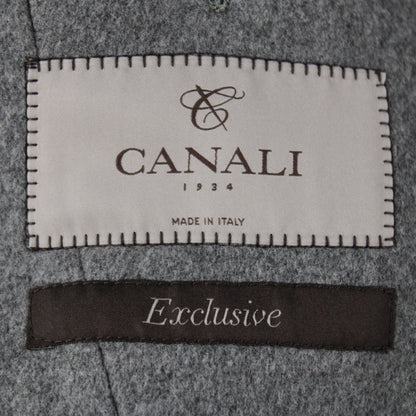 CANALI
1934
MADE IN ITALY
Exclusive